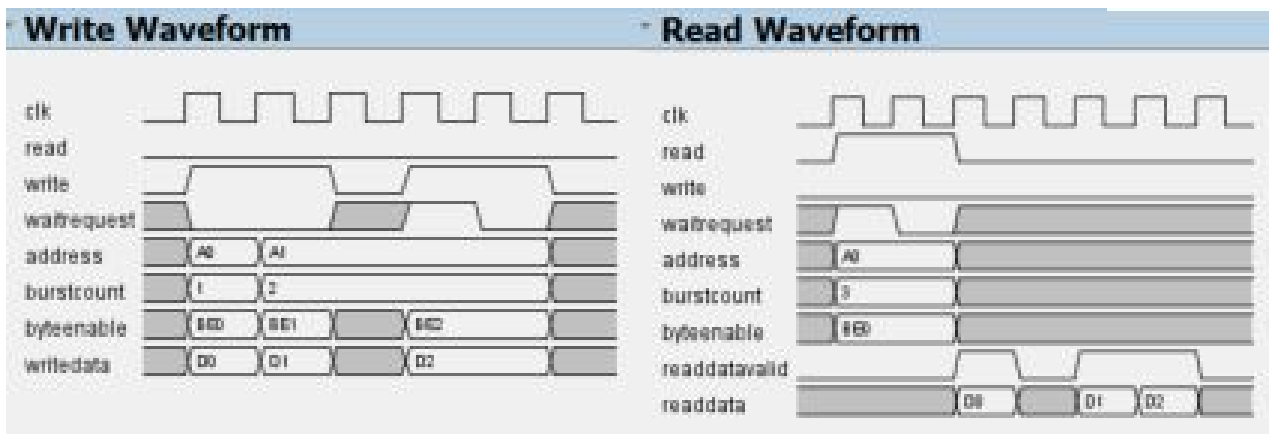 Write Waveform
clk
read
write
waitrequest
address A0 A1
burstcount 1 2
byteenable BE0 BE1 BE2
writedata D0 D1 D2
Read Waveform
clk
read
write
waitrequest
address A0
burstcount 3
byteenable BE0
readdatavalid
readdata D0 D1 D2